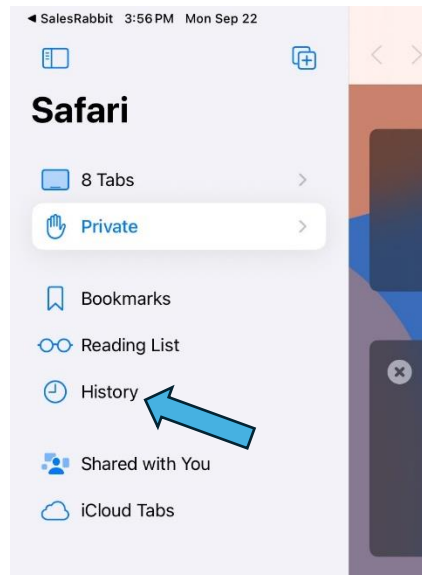 ◀ SalesRabbit 3:56 PM Mon Sep 22
Safari
8 Tabs
Private
Bookmarks
Reading List
History
Shared with You
iCloud Tabs